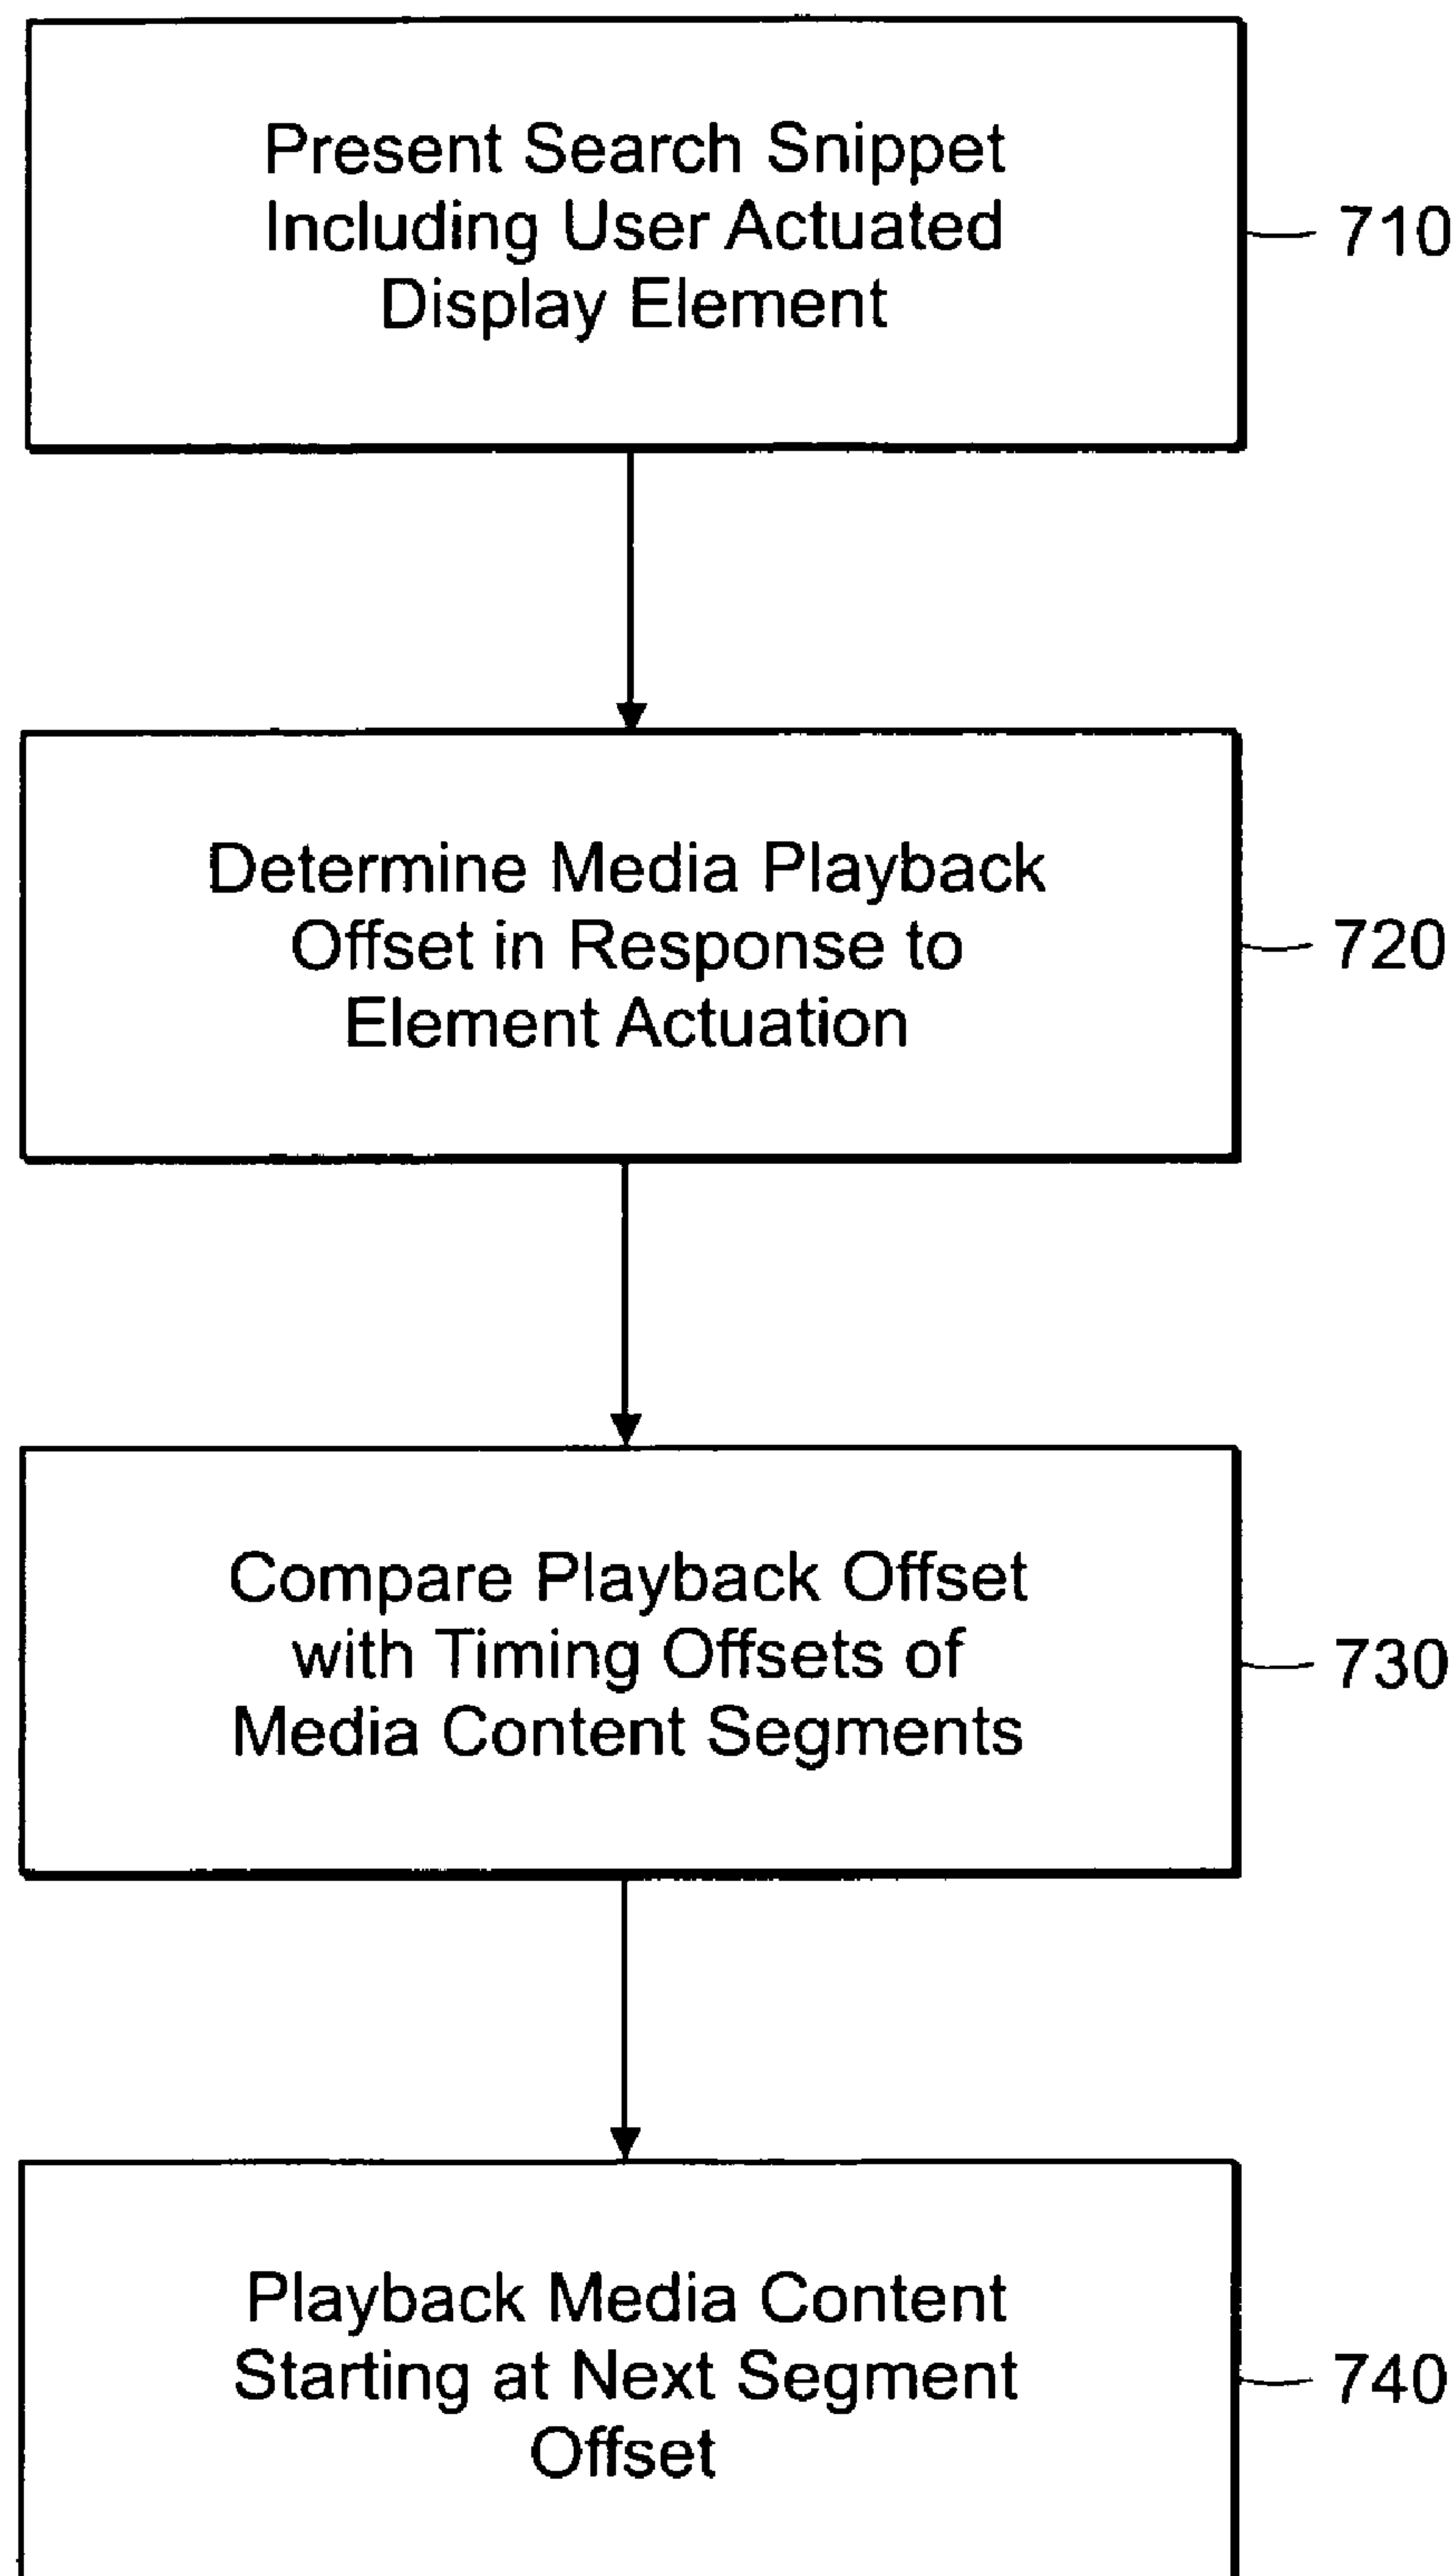 Present Search Snippet
Including User Actuated
Display Element
710
Determine Media Playback
Offset in Response to
Element Actuation
720
Compare Playback Offset
with Timing Offsets of
Media Content Segments
730
Playback Media Content
Starting at Next Segment
Offset
740